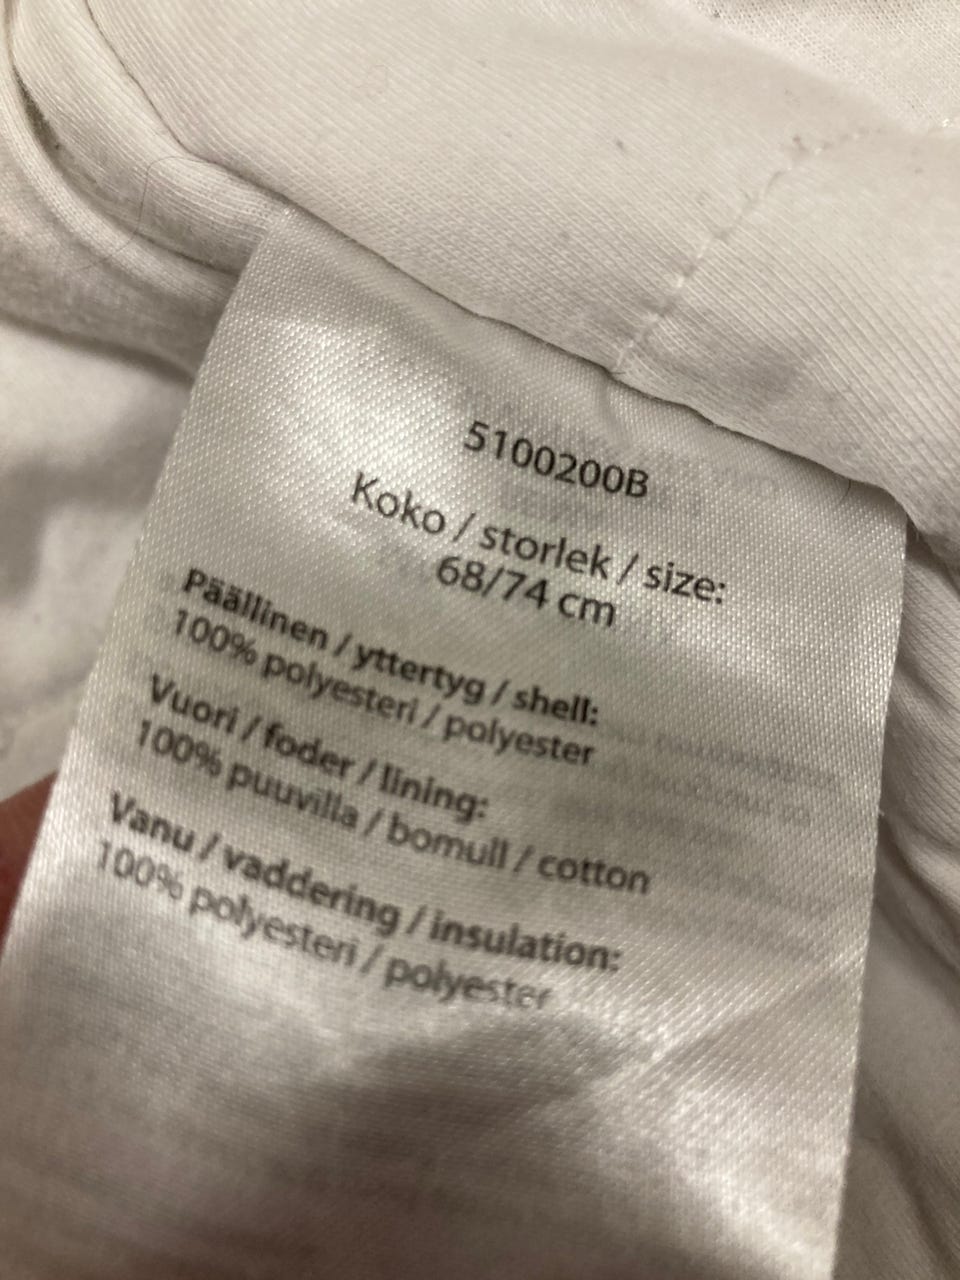 5100200B
Koko / storlek / size:
68/74 cm
Päällinen / yttertyg / shell:
100% polyesteri / polyester
Vuori / foder / lining:
100% puuvilla / bomull / cotton
Vanu / vaddering / insulation:
100% polyesteri / polyester